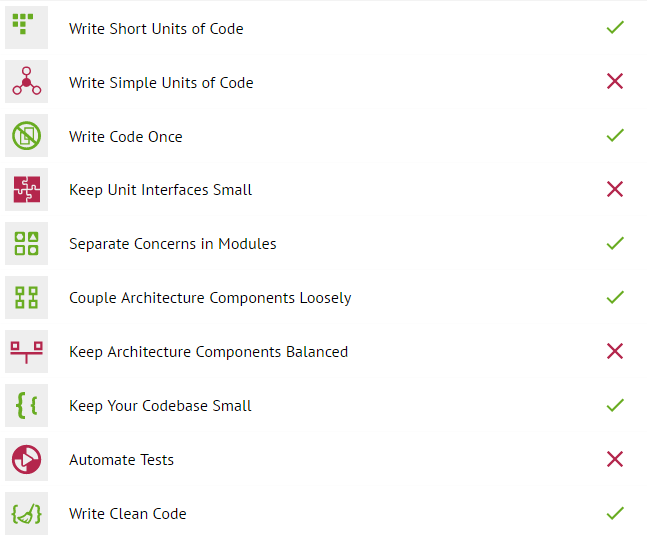 Write Short Units of Code
Write Simple Units of Code
Write Code Once
Keep Unit Interfaces Small
Separate Concerns in Modules
Couple Architecture Components Loosely
Keep Architecture Components Balanced
Keep Your Codebase Small
Automate Tests
Write Clean Code